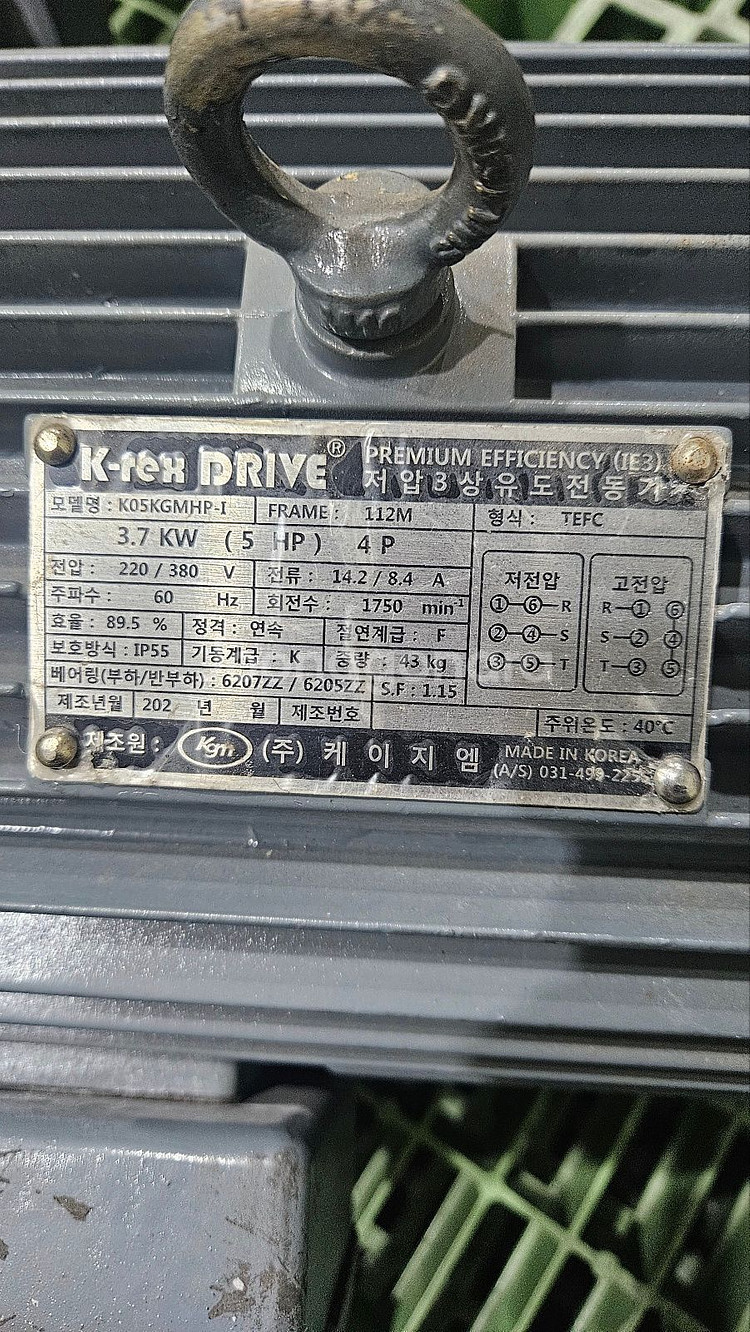 K-rex DRIVE® PREMIUM EFFICIENCY (IE3)
저압3상유도전동기
모델명 : K05KGMHP-I FRAME : 112M 형식 : TEFC
3.7 KW ( 5 HP ) 4 P
전압 : 220 / 380 V 전류 : 14.2 / 8.4 A
주파수 : 60 Hz 회전수 : 1750 min⁻¹
효율 : 89.5 % 정격 : 연속 절연계급 : F
보호방식 : IP55 기동계급 : K 중량 : 43 kg
베어링(부하/반부하) : 6207ZZ / 6205ZZ S.F : 1.15
저전압 고전압
①-⑥-R R-① ⑥
②-④-S S-② ④
③-⑤-T T-③ ⑤
제조년월 202 년 월 제조번호 주위온도 : 40℃
제조원 : Kgm (주) 케이지엠 MADE IN KOREA
(A/S) 031-499-